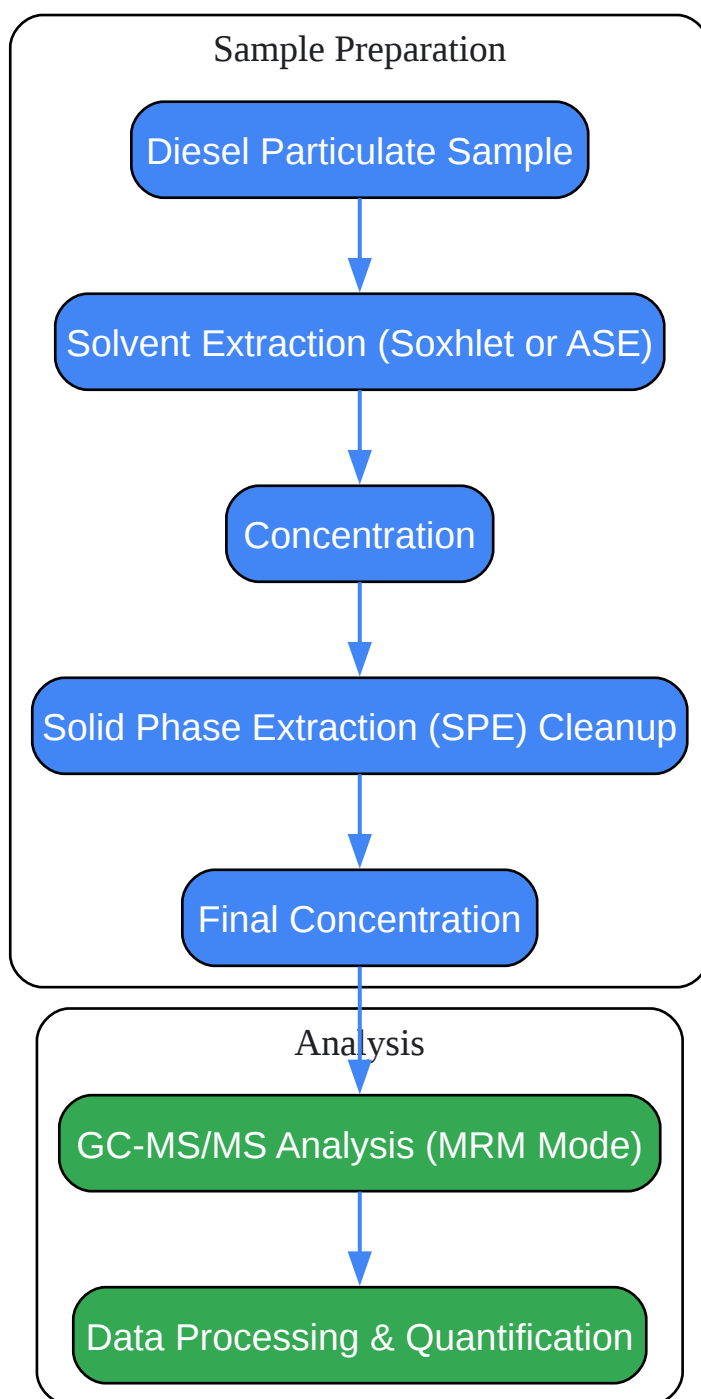 Sample Preparation
Diesel Particulate Sample
Solvent Extraction (Soxhlet or ASE)
Concentration
Solid Phase Extraction (SPE) Cleanup
Final Concentration
Analysis
GC-MS/MS Analysis (MRM Mode)
Data Processing & Quantification